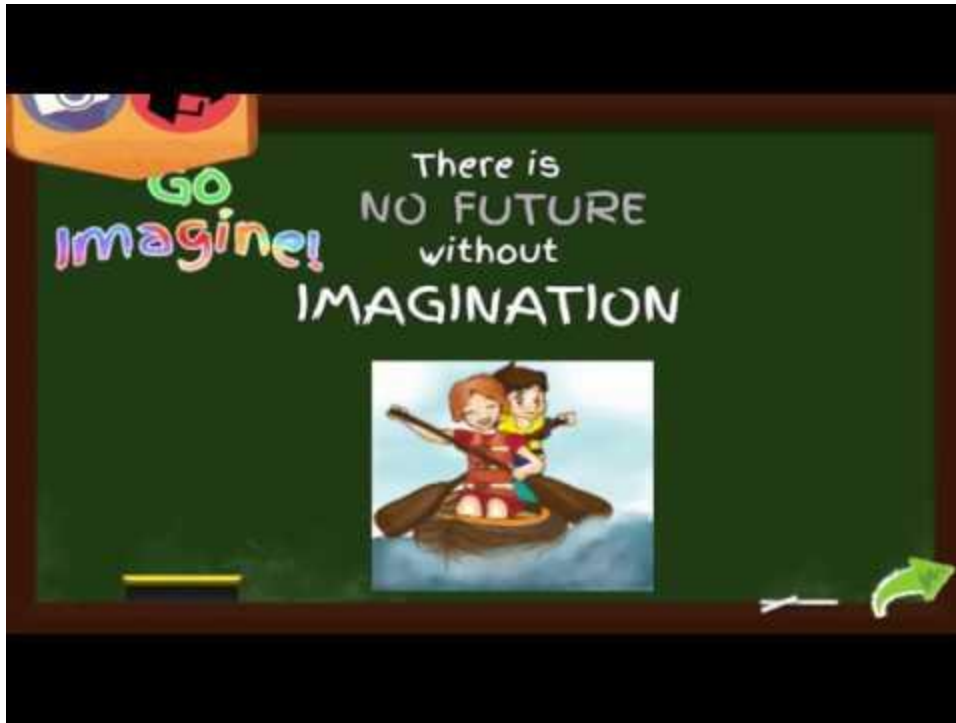 Go
Imagine!
There is
NO FUTURE
without
IMAGINATION